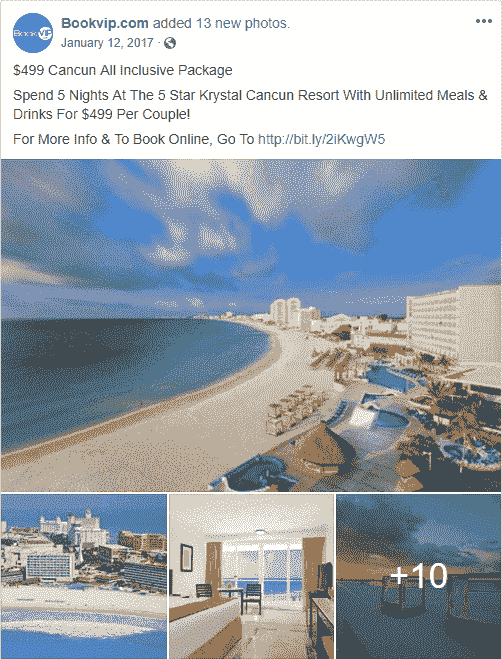 BookVIP
Bookvip.com added 13 new photos.
January 12, 2017 ·
$499 Cancun All Inclusive Package
Spend 5 Nights At The 5 Star Krystal Cancun Resort With Unlimited Meals &
Drinks For $499 Per Couple!
For More Info & To Book Online, Go To http://bit.ly/2iKwgW5
+10